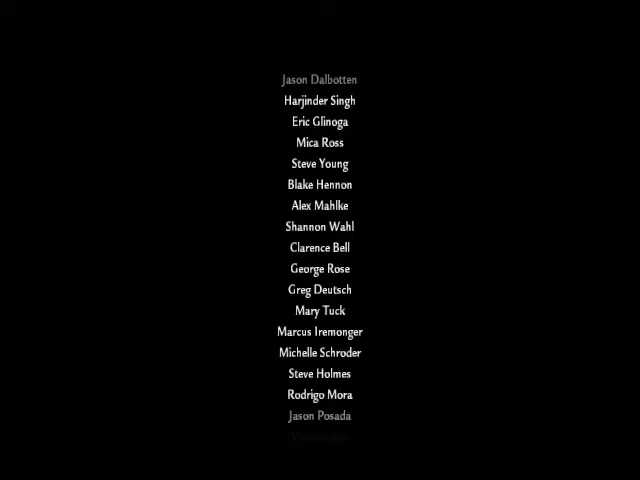 Jason Dalbotten
Harjinder Singh
Eric Glinoga
Mica Ross
Steve Young
Blake Hennon
Alex Mahlke
Shannon Wahl
Clarence Bell
George Rose
Greg Deutsch
Mary Tuck
Marcus Iremonger
Michelle Schroder
Steve Holmes
Rodrigo Mora
Jason Posada